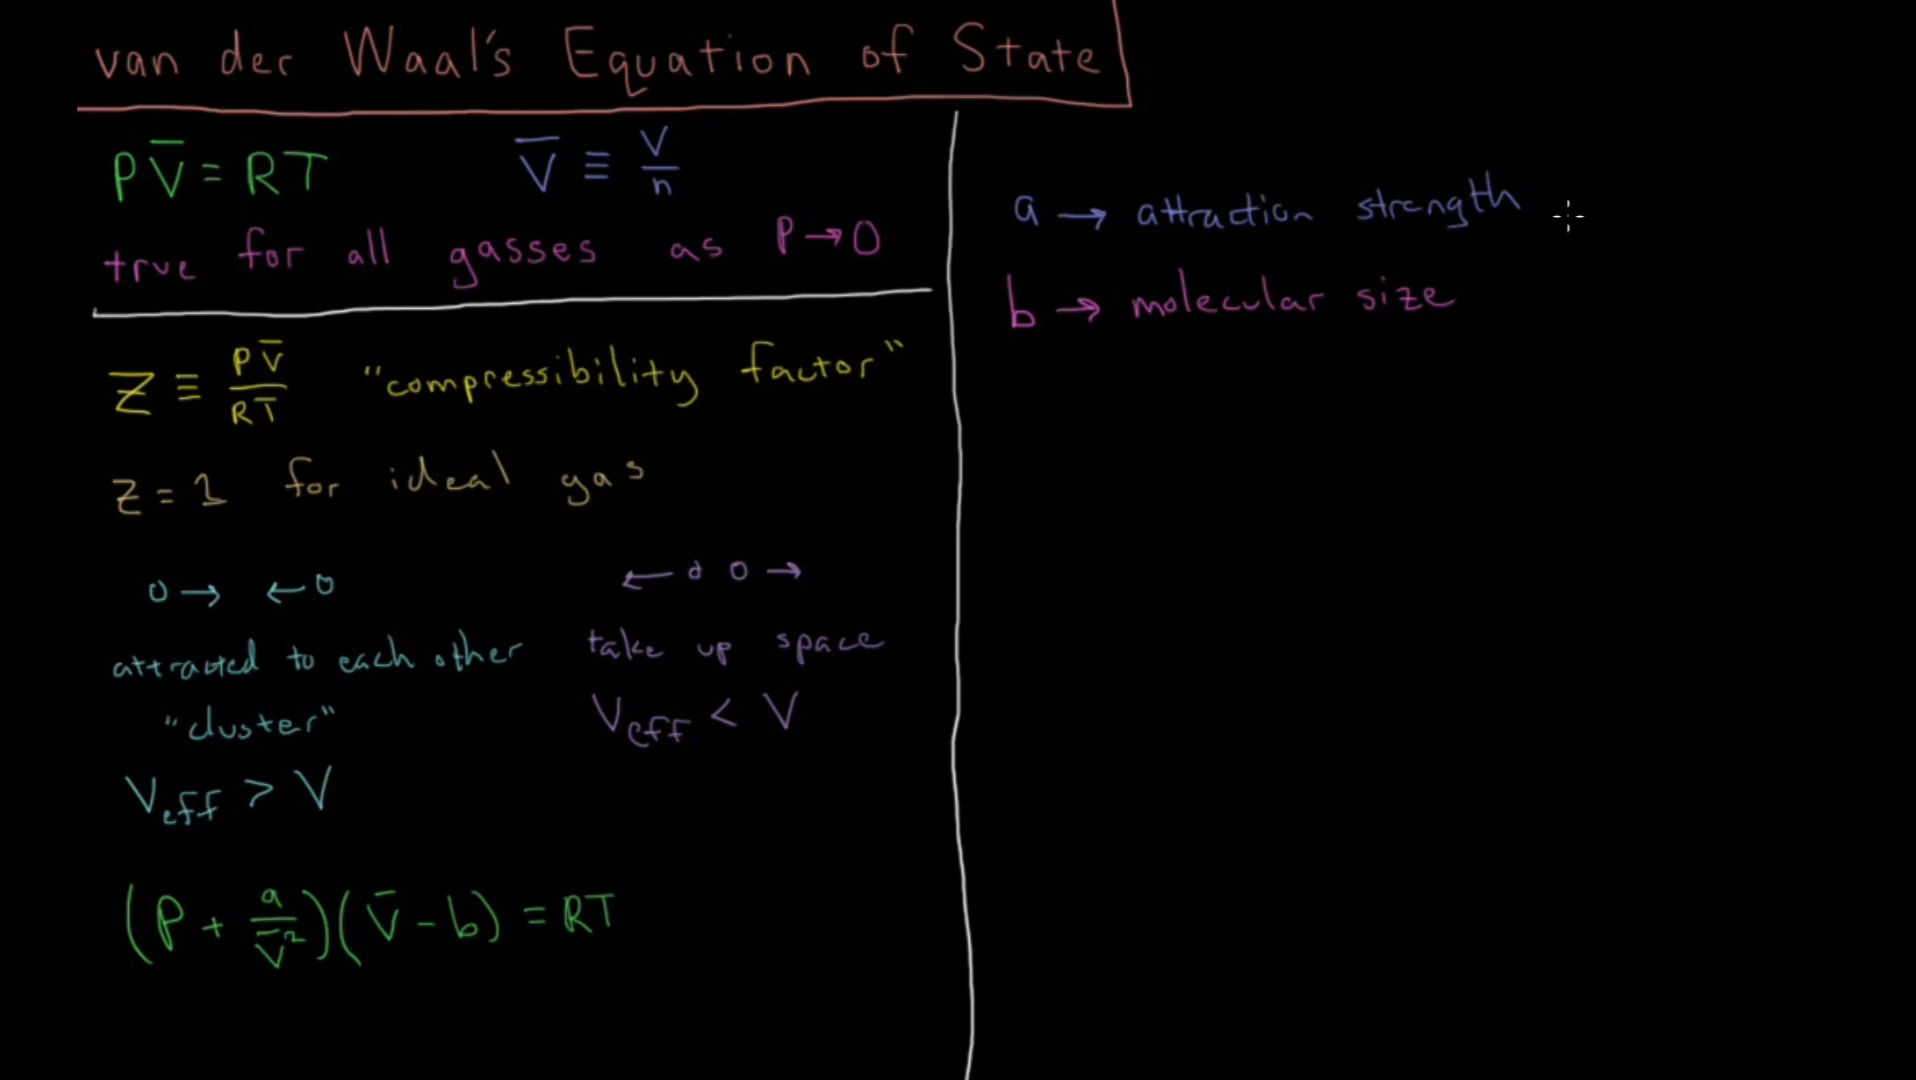 van der Waal's Equation of State
PV̅ = RT
V̅ ≡ V/n
true for all gasses as P→0
Z ≡ PV̅/RT̅ "compressibility factor"
Z = 1 for ideal gas
o→ ←o
attracted to each other
"cluster"
Veff > V
←o o→
take up space
Veff < V
(P + a/V̅²)(V̅ - b) = RT
a → attraction strength
b → molecular size